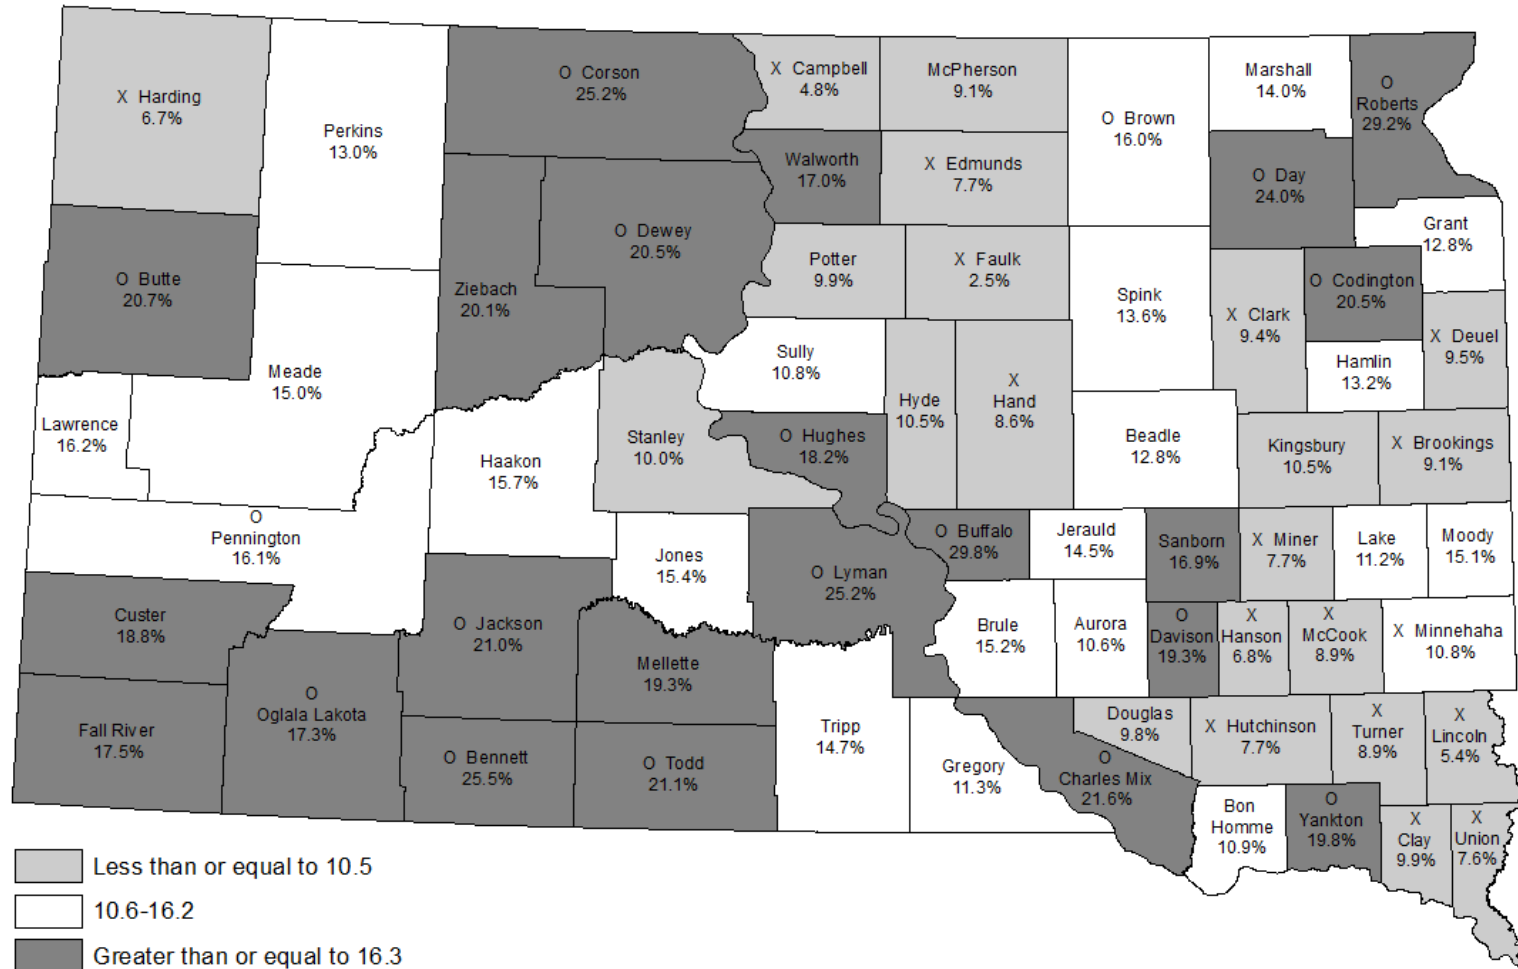 X Harding
6.7%
Perkins
13.0%
O Corson
25.2%
X Campbell
4.8%
McPherson
9.1%
O Brown
16.0%
Marshall
14.0%
O
Roberts
29.2%
Walworth
17.0%
X Edmunds
7.7%
O Day
24.0%
Grant
12.8%
O Butte
20.7%
Ziebach
20.1%
O Dewey
20.5%
Potter
9.9%
X Faulk
2.5%
Spink
13.6%
X Clark
9.4%
O Codington
20.5%
X Deuel
9.5%
Meade
15.0%
Sully
10.8%
Hyde
10.5%
X
Hand
8.6%
Hamlin
13.2%
Lawrence
16.2%
Haakon
15.7%
Stanley
10.0%
O Hughes
18.2%
Beadle
12.8%
Kingsbury
10.5%
X Brookings
9.1%
O
Pennington
16.1%
Jones
15.4%
O Lyman
25.2%
O Buffalo
29.8%
Jerauld
14.5%
Sanborn
16.9%
X Miner
7.7%
Lake
11.2%
Moody
15.1%
Custer
18.8%
O Jackson
21.0%
Mellette
19.3%
Brule
15.2%
Aurora
10.6%
O
Davison
19.3%
X
Hanson
6.8%
X
McCook
8.9%
X Minnehaha
10.8%
Fall River
17.5%
O
Oglala Lakota
17.3%
O Bennett
25.5%
O Todd
21.1%
Tripp
14.7%
Gregory
11.3%
O
Charles Mix
21.6%
Douglas
9.8%
X Hutchinson
7.7%
X
Turner
8.9%
X
Lincoln
5.4%
Bon
Homme
10.9%
O
Yankton
19.8%
X
Clay
9.9%
X
Union
7.6%
Less than or equal to 10.5
10.6-16.2
Greater than or equal to 16.3